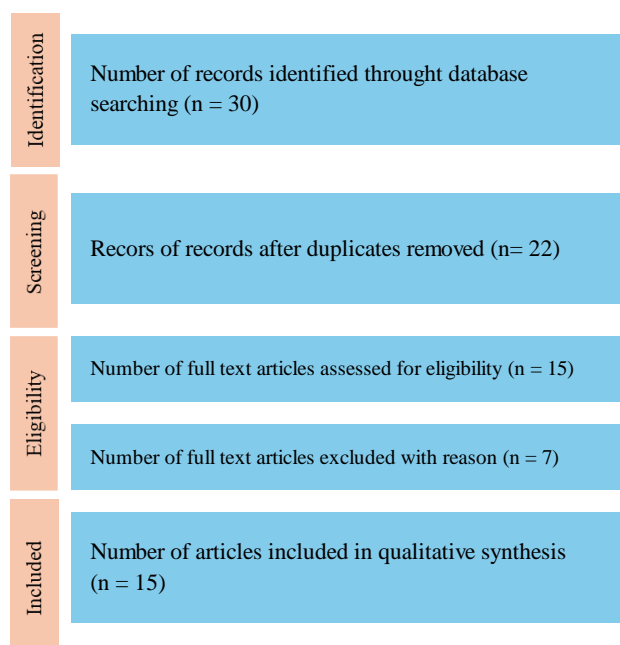 Identification
Number of records identified throught database
searching (n = 30)
Screening
Recors of records after duplicates removed (n= 22)
Eligibility
Number of full text articles assessed for eligibility (n = 15)
Number of full text articles excluded with reason (n = 7)
Included
Number of articles included in qualitative synthesis
(n = 15)